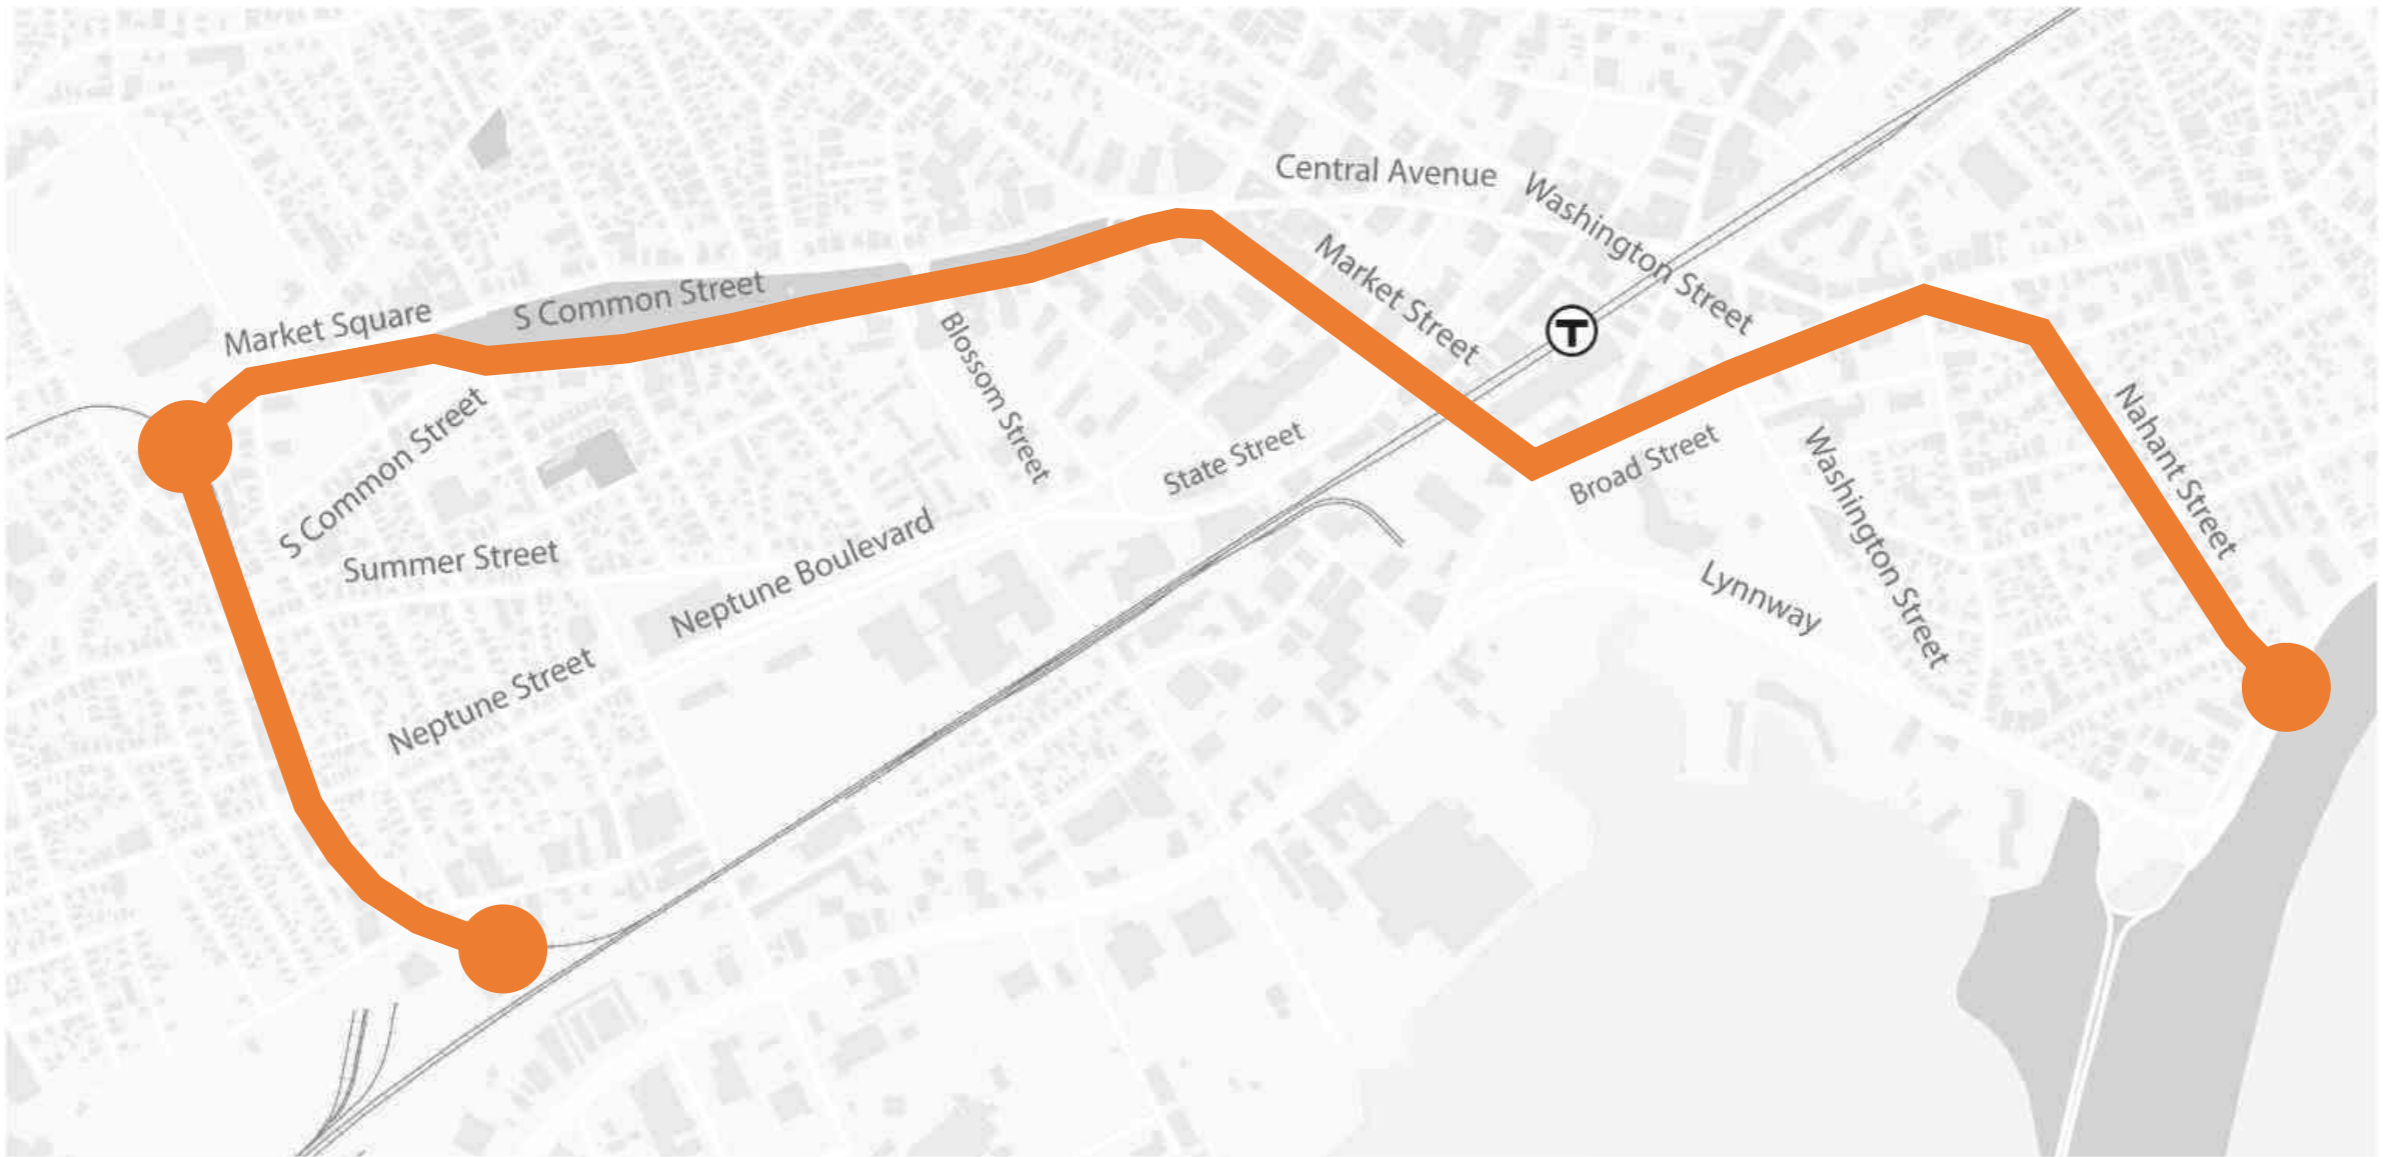 Central Avenue
Washington Street
Market Street
S Common Street
Market Square
T
Blossom Street
S Common Street
State Street
Broad Street
Nahant Street
Washington Street
Summer Street
Neptune Boulevard
Lynnway
Neptune Street